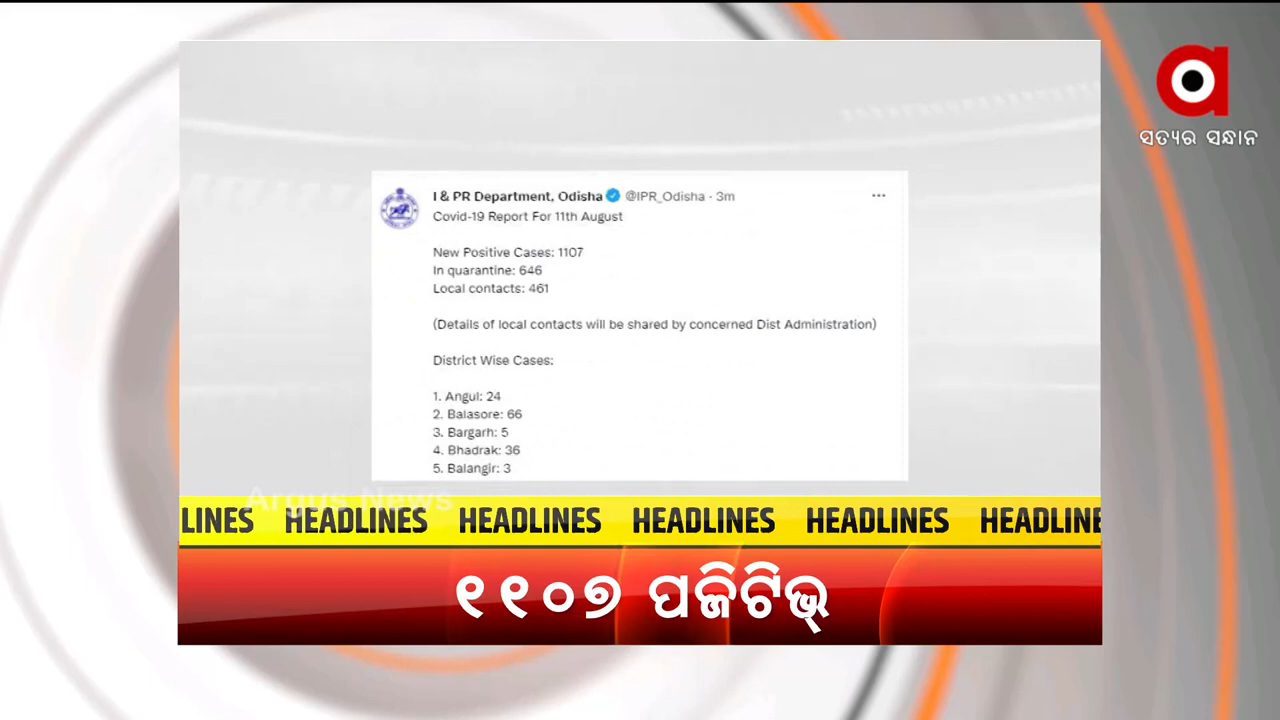 ସତ୍ୟର ସନ୍ଧାନ
I & PR Department, Odisha @IPR_Odisha · 3m ...
Covid-19 Report For 11th August
New Positive Cases: 1107
In quarantine: 646
Local contacts: 461
(Details of local contacts will be shared by concerned Dist Administration)
District Wise Cases:
1. Angul: 24
2. Balasore: 66
3. Bargarh: 5
4. Bhadrak: 36
5. Balangir: 3
Argus News
LINES HEADLINES HEADLINES HEADLINES HEADLINES HEADLINE
୧୧୦୭ ପଜିଟିଭ୍